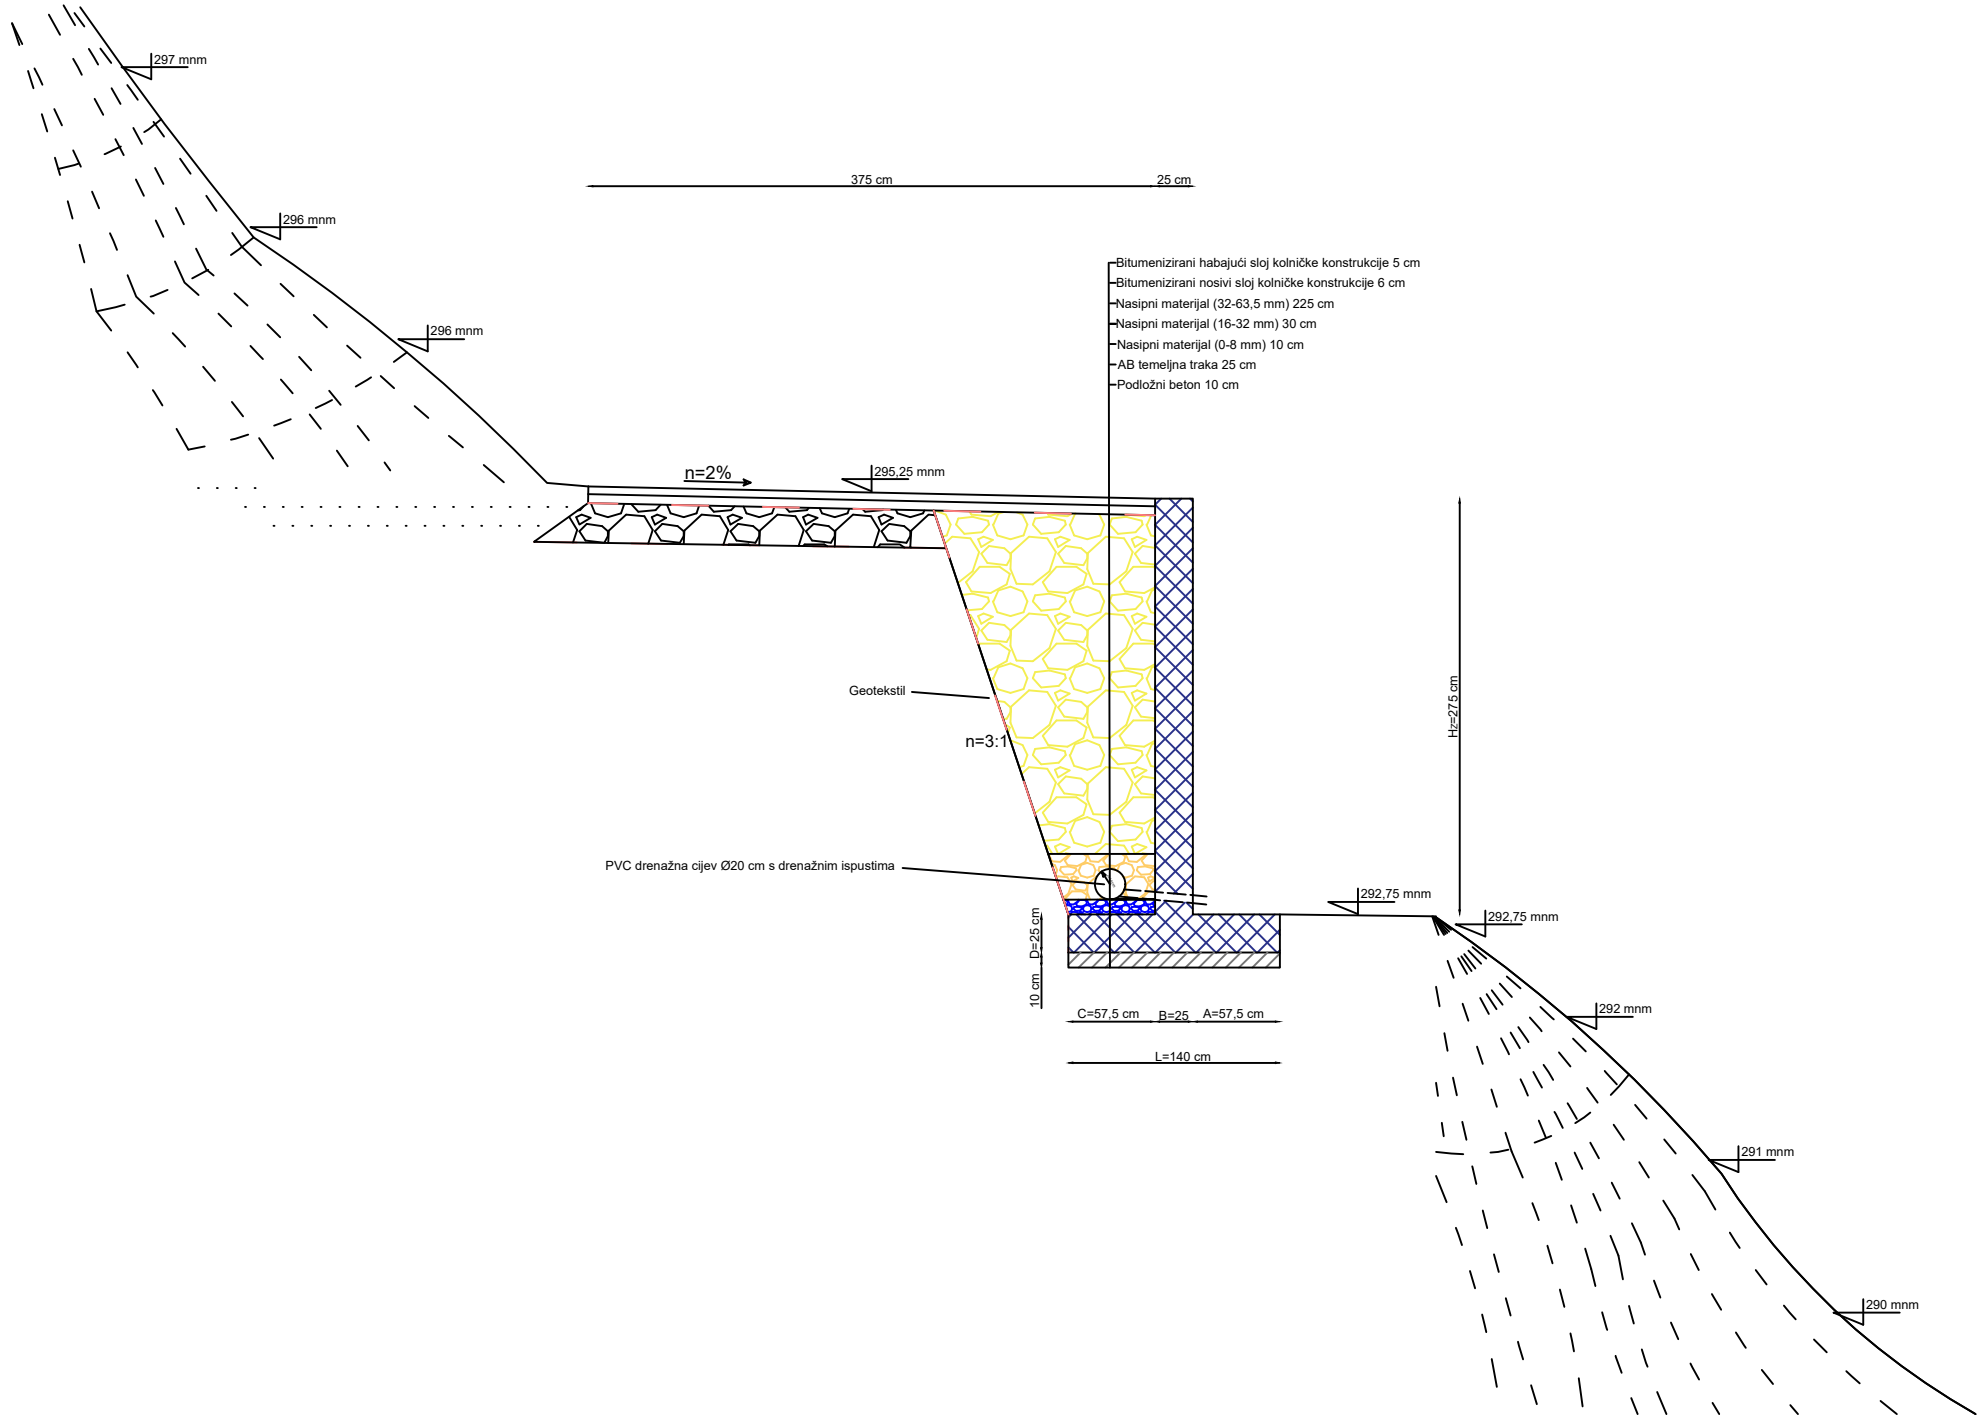 297 mnm
375 cm
25 cm
296 mnm
Bitumenizirani habajući sloj kolničke konstrukcije 5 cm
Bitumenizirani nosivi sloj kolničke konstrukcije 6 cm
Nasipni materijal (32-63,5 mm) 225 cm
Nasipni materijal (16-32 mm) 30 cm
Nasipni materijal (0-8 mm) 10 cm
AB temeljna traka 25 cm
Podložni beton 10 cm
296 mnm
n=2%
295,25 mnm
Geotekstil
n=3:1
Hz=275 cm
PVC drenažna cijev Ø20 cm s drenažnim ispustima
292,75 mnm
292,75 mnm
D=25 cm
10 cm
C=57,5 cm
B=25
A=57,5 cm
L=140 cm
292 mnm
291 mnm
290 mnm